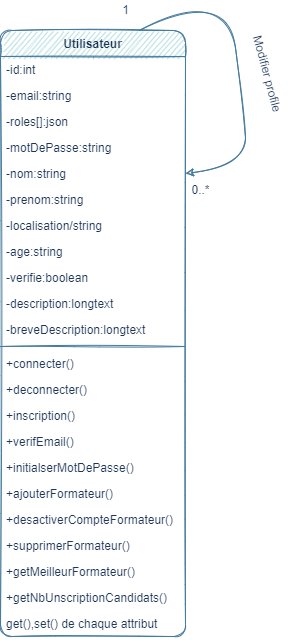 1
Utilisateur
Modifier profile
-id:int
-email:string
-roles[]:json
-motDePasse:string
-nom:string
0..*
-prenom:string
-localisation/string
-age:string
-verifie:boolean
-description:longtext
-breveDescription:longtext
+connecter()
+deconnecter()
+inscription()
+verifEmail()
+initialserMotDePasse()
+ajouterFormateur()
+desactiverCompteFormateur()
+supprimerFormateur()
+getMeilleurFormateur()
+getNbUnscriptionCandidats()
get(),set() de chaque attribut